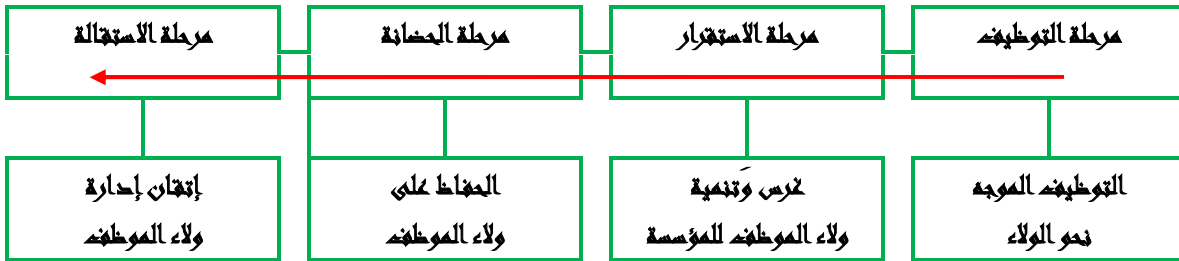 مرحلة التوظيف
مرحلة الاستقرار
مرحلة الحضانة
مرحلة الاستقالة
التوظيف الموجه
نحو الولاء
غرس وَتنمية
ولاء الموظف للمؤسسة
الحفاظ على
ولاء الموظف
إتقان إدارة
ولاء الموظف